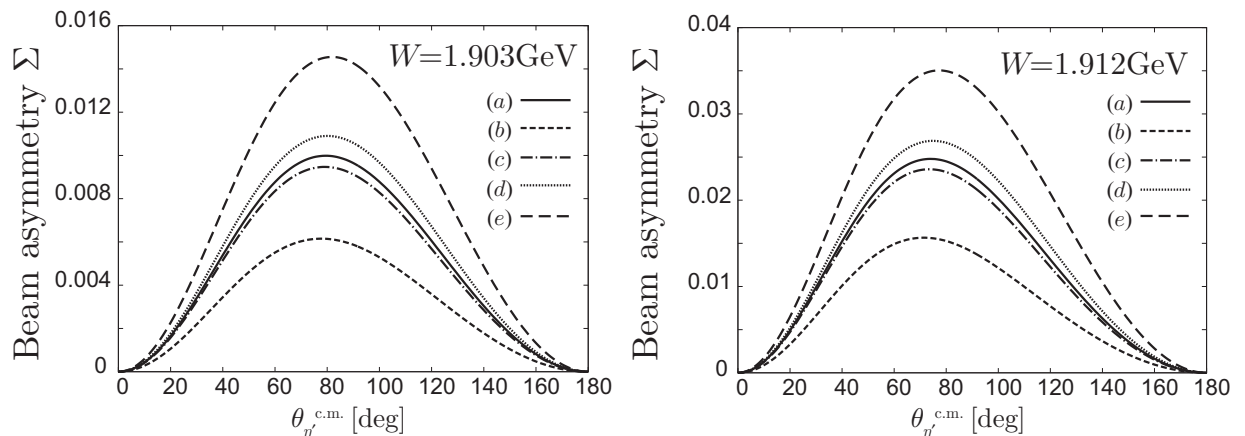 0.016
0.012
0.008
0.004
0
Beam asymmetry Σ
W=1.903GeV
(a)
(b)
(c)
(d)
(e)
0 20 40 60 80 100 120 140 160 180
θη′c.m. [deg]
0.04
0.03
0.02
0.01
0
Beam asymmetry Σ
W=1.912GeV
(a)
(b)
(c)
(d)
(e)
0 20 40 60 80 100 120 140 160 180
θη′c.m. [deg]